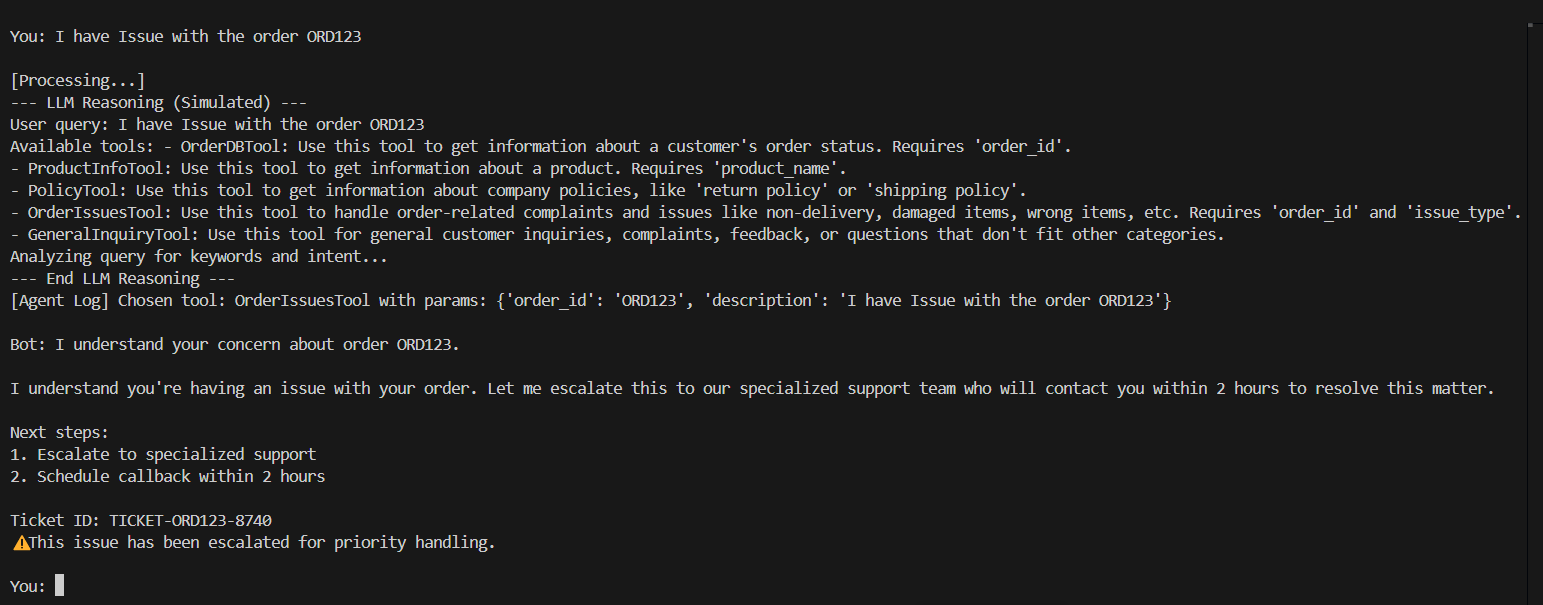 You: I have Issue with the order ORD123
[Processing...]
--- LLM Reasoning (Simulated) ---
User query: I have Issue with the order ORD123
Available tools: - OrderDBTool: Use this tool to get information about a customer's order status. Requires 'order_id'.
- ProductInfoTool: Use this tool to get information about a product. Requires 'product_name'.
- PolicyTool: Use this tool to get information about company policies, like 'return policy' or 'shipping policy'.
- OrderIssuesTool: Use this tool to handle order-related complaints and issues like non-delivery, damaged items, wrong items, etc. Requires 'order_id' and 'issue_type'.
- GeneralInquiryTool: Use this tool for general customer inquiries, complaints, feedback, or questions that don't fit other categories.
Analyzing query for keywords and intent...
--- End LLM Reasoning ---
[Agent Log] Chosen tool: OrderIssuesTool with params: {'order_id': 'ORD123', 'description': 'I have Issue with the order ORD123'}
Bot: I understand your concern about order ORD123.
I understand you're having an issue with your order. Let me escalate this to our specialized support team who will contact you within 2 hours to resolve this matter.
Next steps:
1. Escalate to specialized support
2. Schedule callback within 2 hours
Ticket ID: TICKET-ORD123-8740
⚠️This issue has been escalated for priority handling.
You: